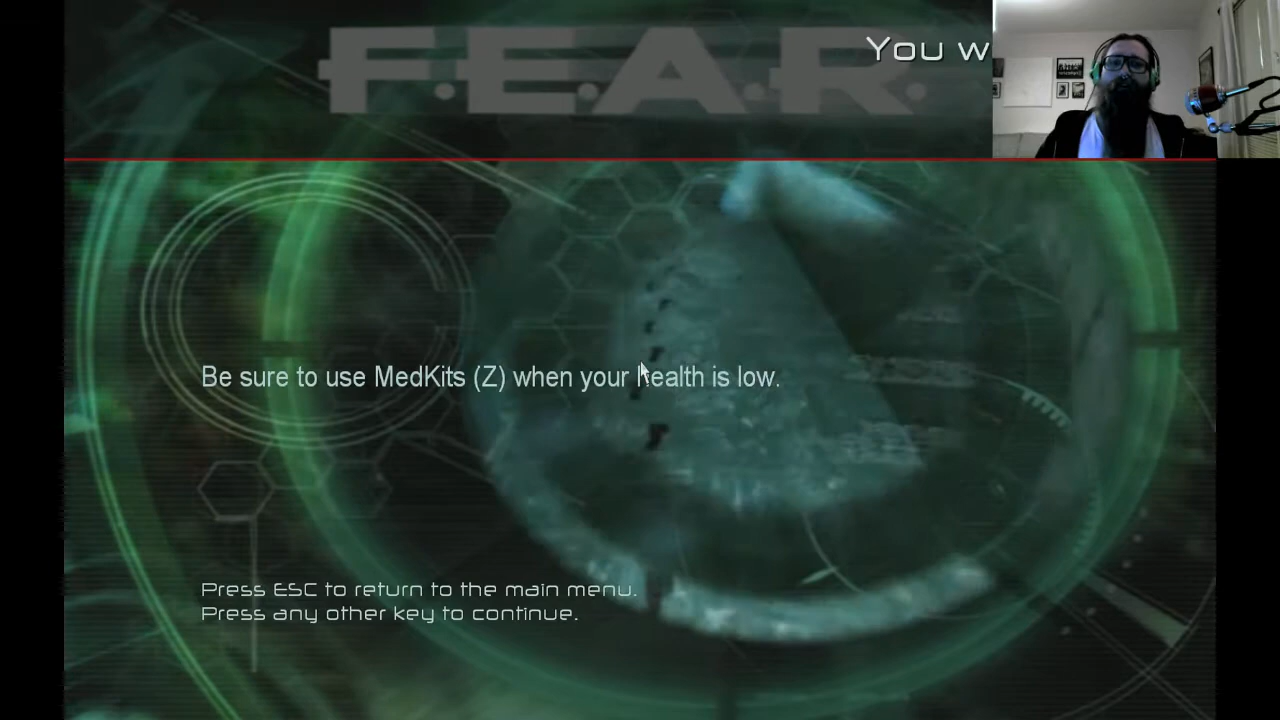 F.E.A.R.
You w
Be sure to use MedKits (Z) when your health is low.
Press ESC to return to the main menu.
Press any other key to continue.